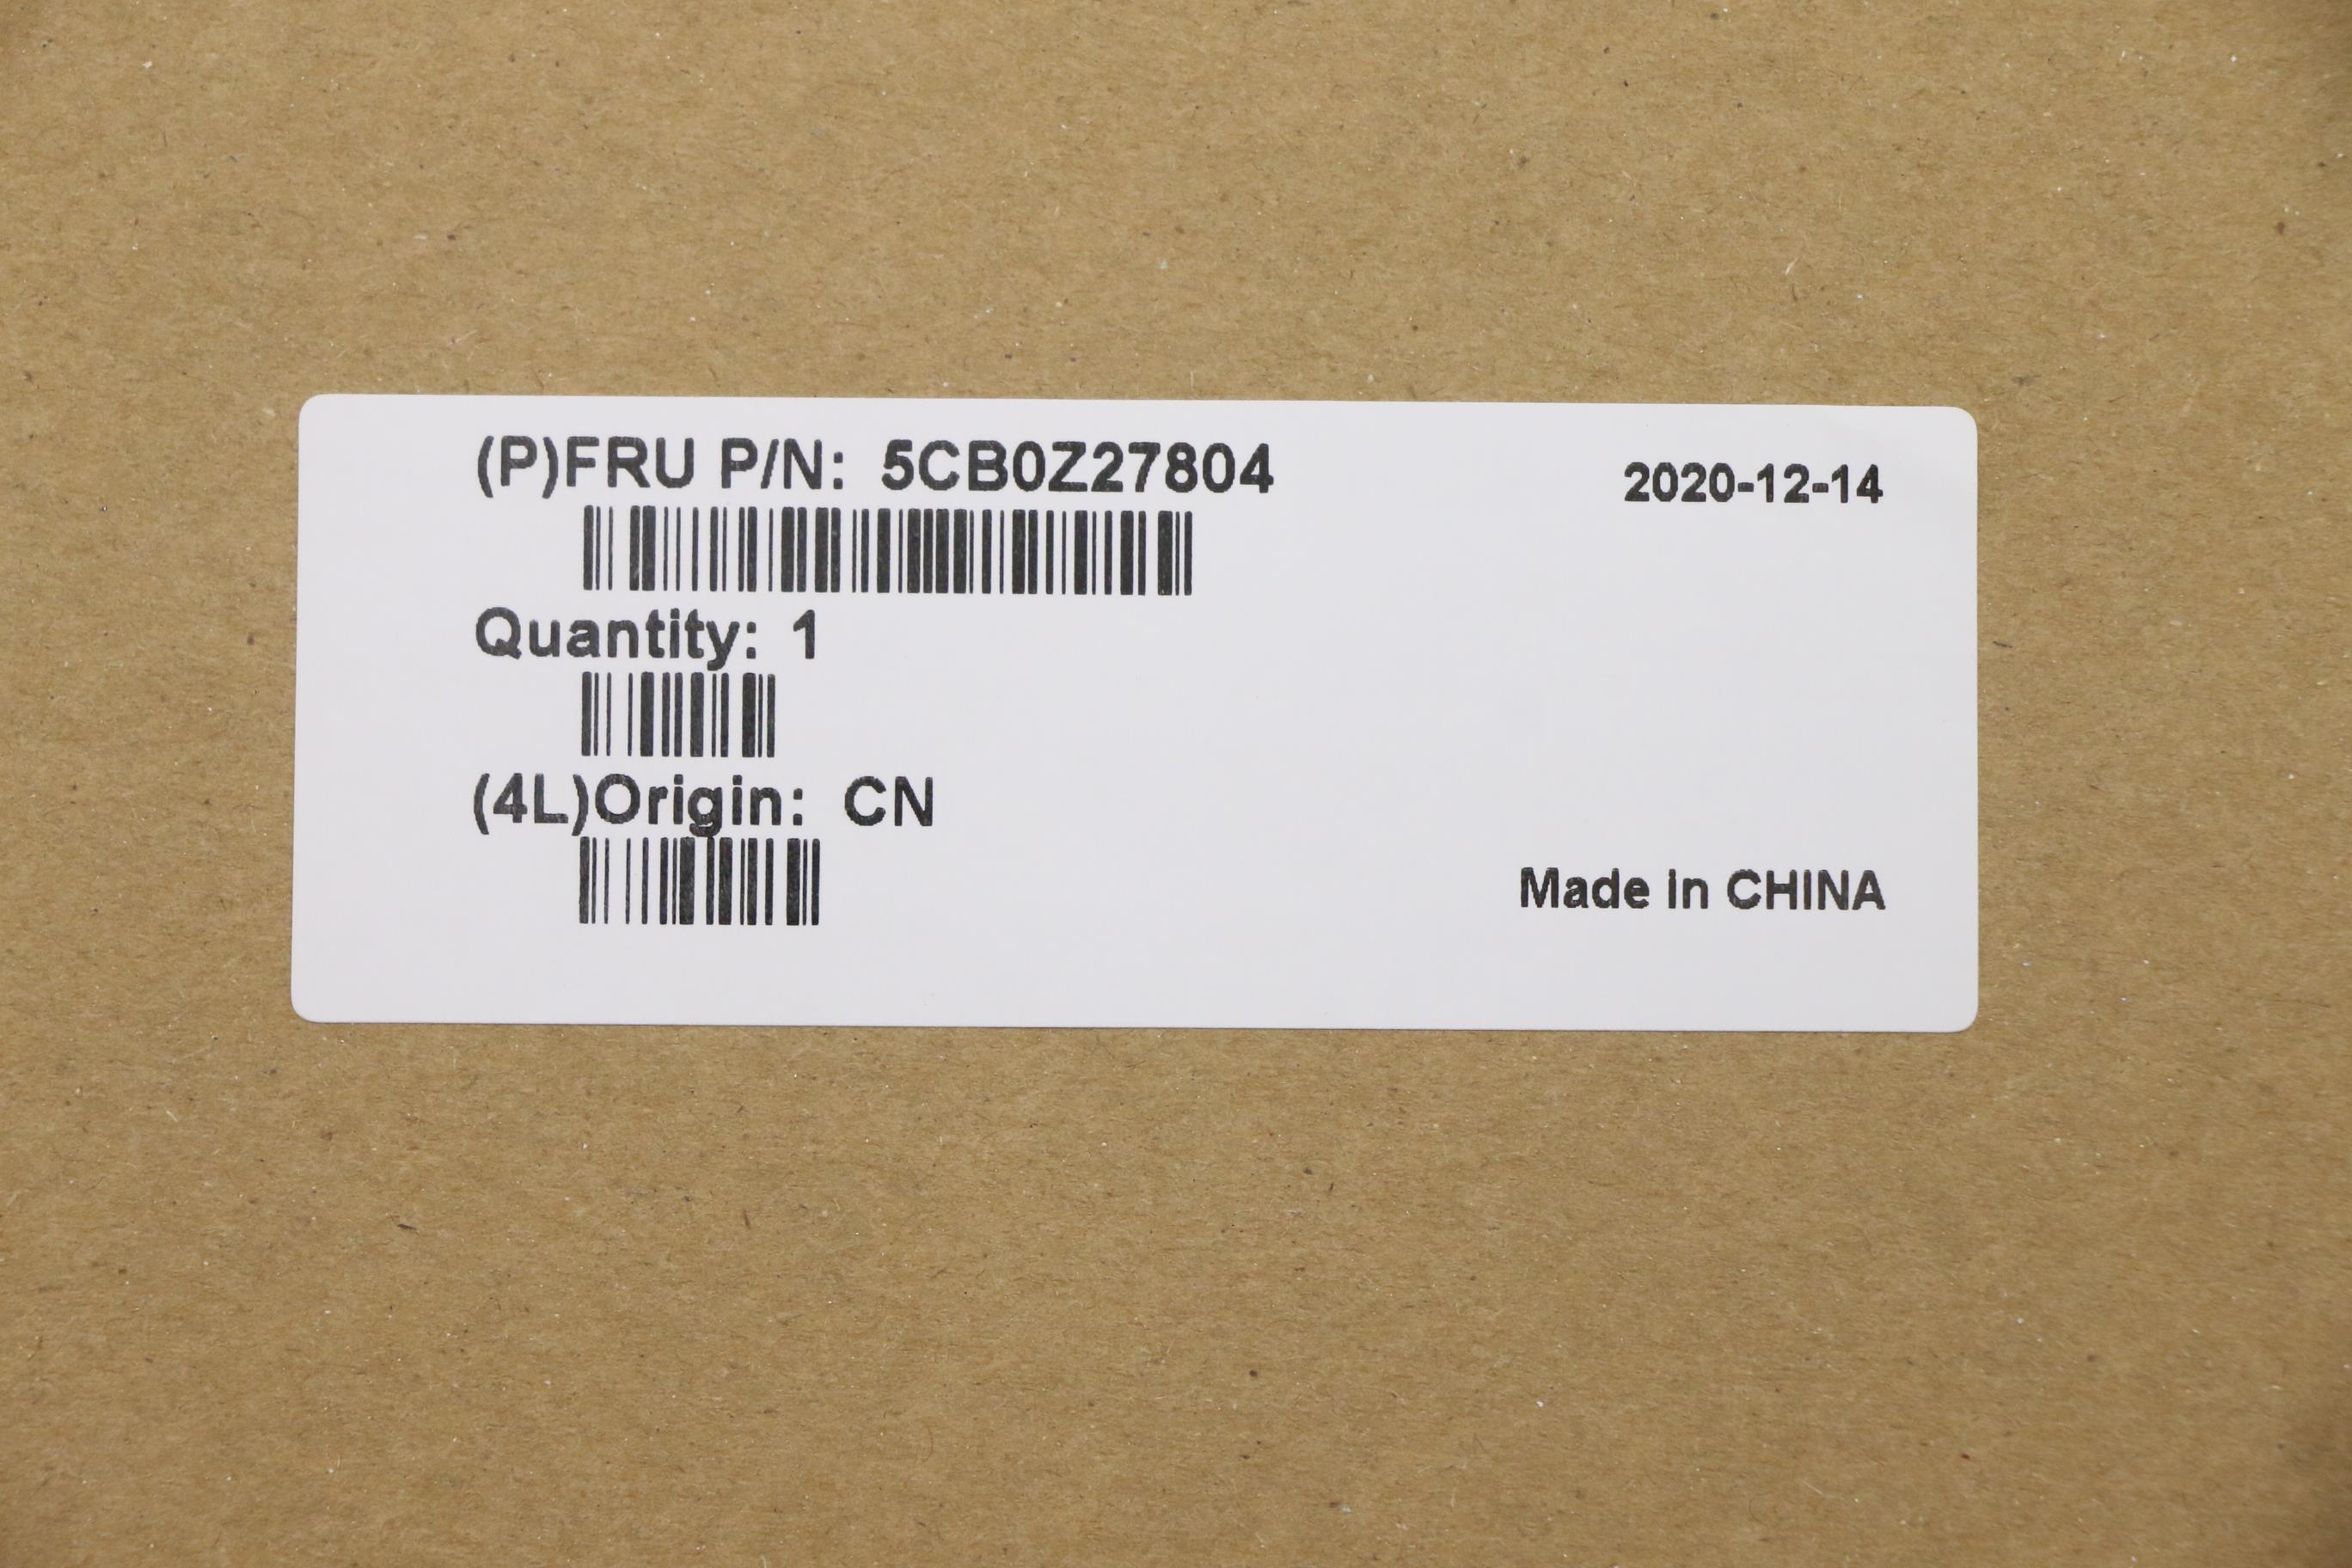 (P)FRU P/N: 5CB0Z27804
2020-12-14
Quantity: 1
(4L)Origin: CN
Made in CHINA